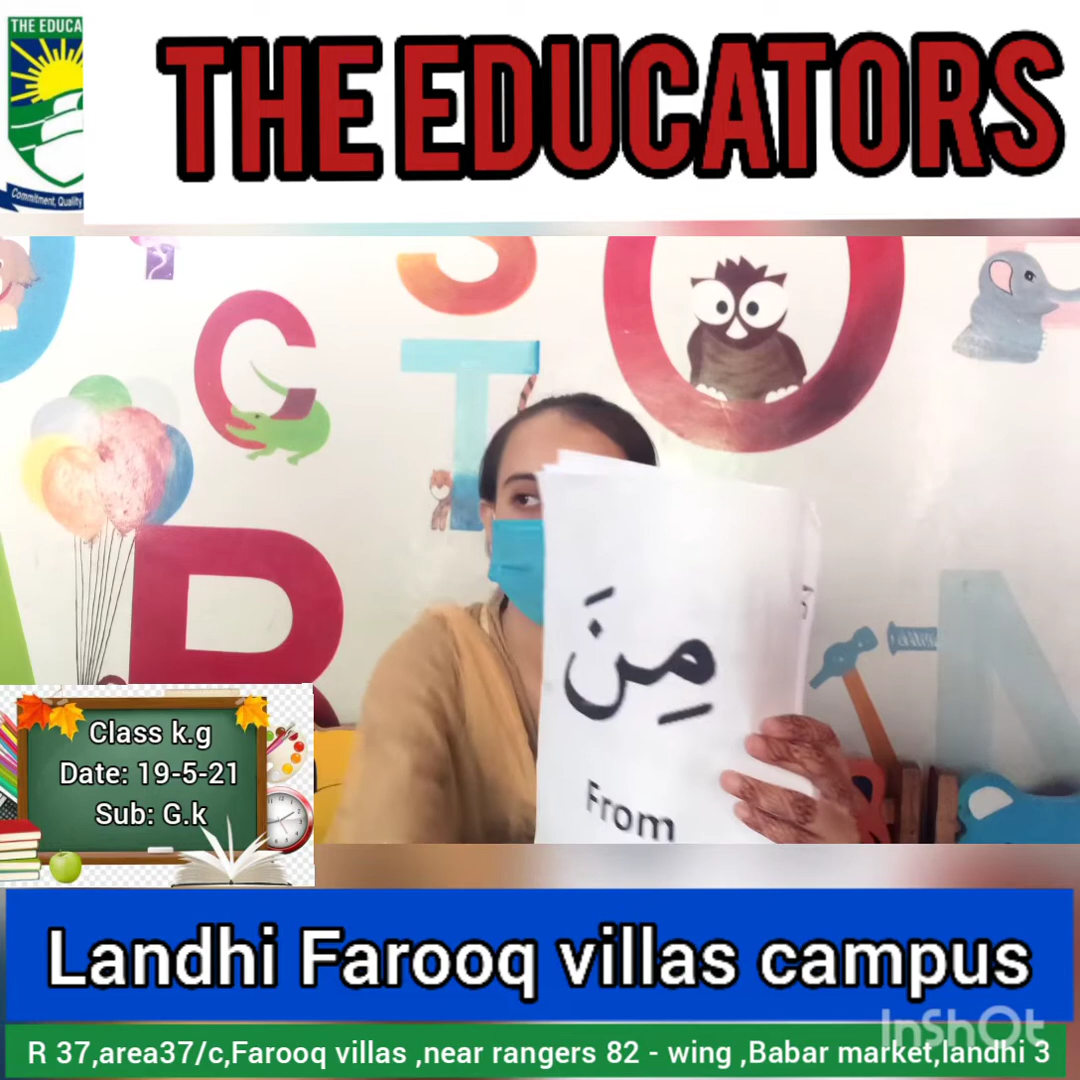 THE EDUCA
Commitment, Quality
THE EDUCATORS
S
C
T
O
B
N
مِنَ
From
Class k.g
Date: 19-5-21
Sub: G.k
Landhi Farooq villas campus
InShOt
R 37,area37/c,Farooq villas ,near rangers 82 - wing ,Babar market,landhi 3